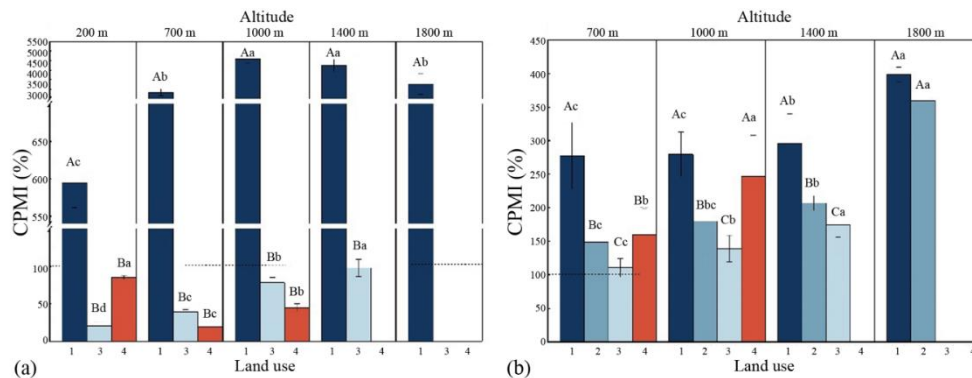 Altitude
200 m 700 m 1000 m 1400 m 1800 m
5500
5000
4500
4000
3500
3000
650
600
550
100
50
0
CPMI (%)
Ac Bd Ba
Ab Bc Bc
Aa Bb Bb
Aa Ba
Ab
1 3 4 1 3 4 1 3 4 1 3 4 1 3 4
Land use
(a)
Altitude
700 m 1000 m 1400 m 1800 m
450
400
350
300
250
200
150
100
50
0
CPMI (%)
Ac Bc Cc Bb
Ac Bbc Cb Aa
Ab Bb Ca
Aa Aa
1 2 3 4 1 2 3 4 1 2 3 4 1 2 3 4
Land use
(b)